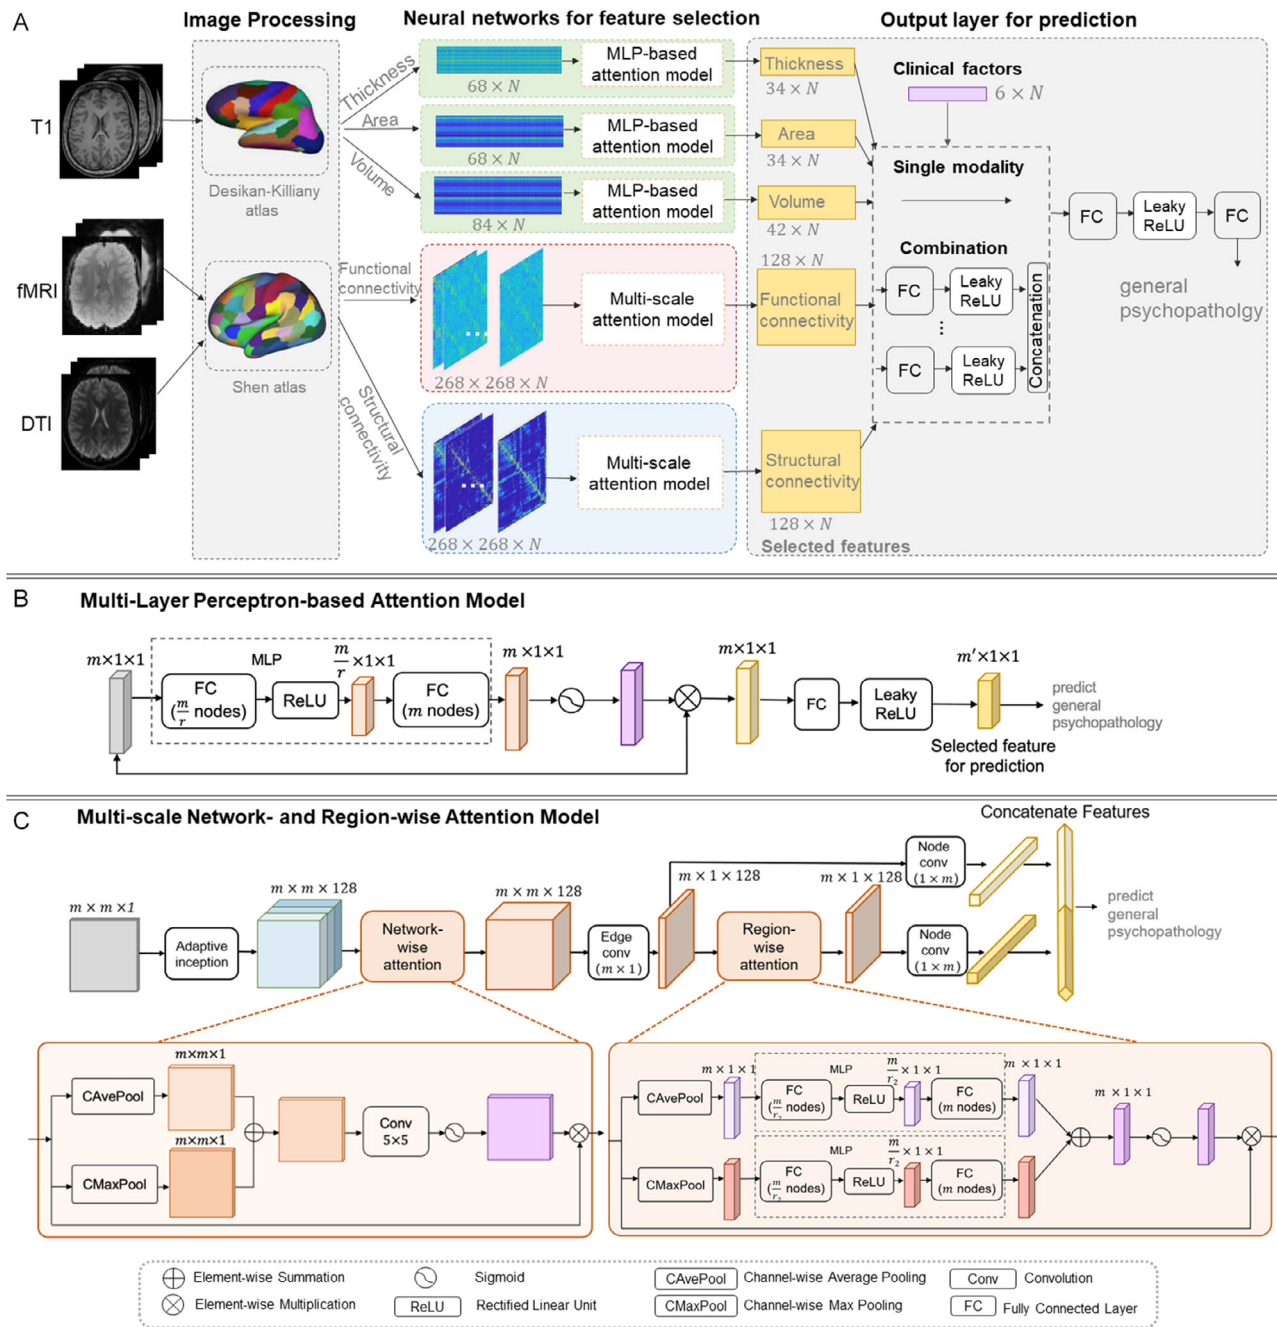 A
Image Processing
Neural networks for feature selection
Output layer for prediction
T1
fMRI
DTI
Desikan-Killiany
atlas
Shen atlas
Thickness
Area
Volume
Functional
connectivity
Structural
connectivity
68 × N
MLP-based
attention model
68 × N
MLP-based
attention model
84 × N
MLP-based
attention model
268 × 268 × N
Multi-scale
attention model
268 × 268 × N
Multi-scale
attention model
Thickness
34 × N
Area
34 × N
Volume
42 × N
128 × N
Functional
connectivity
Structural
connectivity
128 × N
Selected features
Clinical factors
6 × N
Single modality
Combination
FC
Leaky
ReLU
FC
Leaky
ReLU
Concatenation
FC
Leaky
ReLU
FC
general
psychopatholgy
B
Multi-Layer Perceptron-based Attention Model
m×1×1
MLP
FC
(m/r nodes)
ReLU
m/r ×1×1
FC
(m nodes)
m×1×1
m×1×1
FC
Leaky
ReLU
m′×1×1
Selected feature
for prediction
predict
general
psychopathology
C
Multi-scale Network- and Region-wise Attention Model
Concatenate Features
m × m × 1
Adaptive
inception
m × m × 128
Network-
wise
attention
m × m × 128
Edge
conv
(m × 1)
m × 1 × 128
Region-
wise
attention
m × 1 × 128
Node
conv
(1 × m)
Node
conv
(1 × m)
predict
general
psychopathology
m×m×1
CAvePool
m×m×1
CMaxPool
Conv
5×5
m × 1 × 1
CAvePool
MLP
FC
(m/r₂ nodes)
ReLU
m/r₂ × 1 × 1
FC
(m nodes)
m × 1 × 1
m × 1 × 1
CMaxPool
MLP
FC
(m/r₂ nodes)
ReLU
m/r₂ × 1 × 1
FC
(m nodes)
Element-wise Summation
Sigmoid
CAvePool
Channel-wise Average Pooling
Conv
Convolution
Element-wise Multiplication
ReLU
Rectified Linear Unit
CMaxPool
Channel-wise Max Pooling
FC
Fully Connected Layer